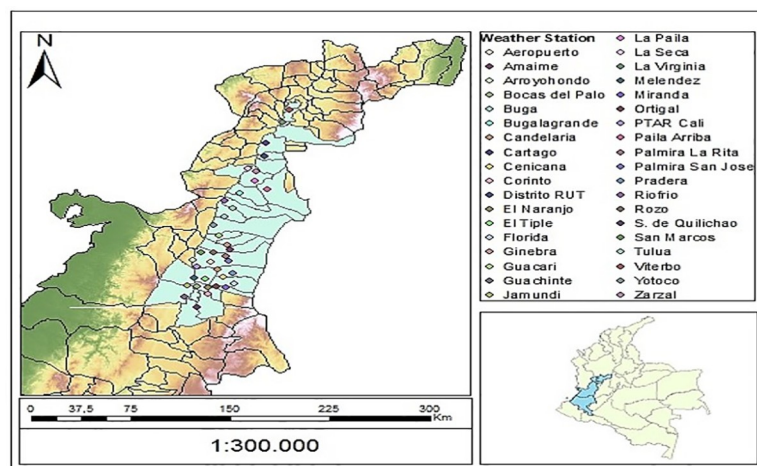 N
Weather Station
Aeropuerto
Amaime
Arroyohondo
Bocas del Palo
Buga
Bugalagrande
Candelaria
Cartago
Cenicana
Corinto
Distrito RUT
El Naranjo
El Tiple
Florida
Ginebra
Guacari
Guachinte
Jamundi
La Paila
La Seca
La Virginia
Melendez
Miranda
Ortigal
PTAR Cali
Paila Arriba
Palmira La Rita
Palmira San Jose
Pradera
Riofrio
Rozo
S. de Quilichao
San Marcos
Tulua
Viterbo
Yotoco
Zarzal
0 37.5 75 150 225 300
Km
1:300.000